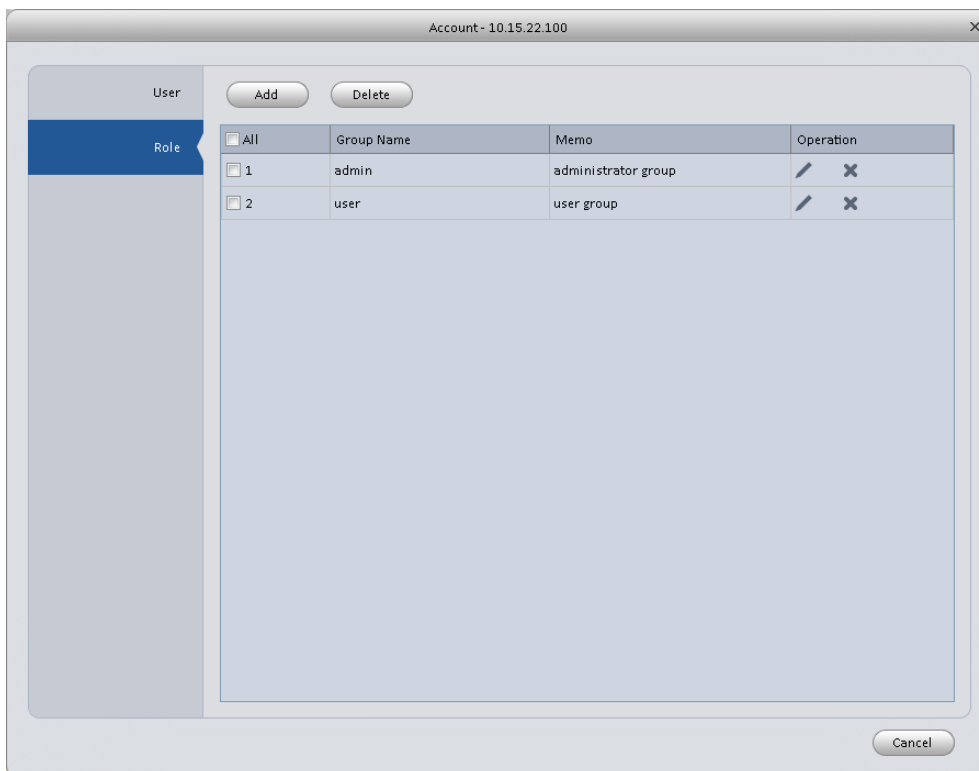 Account - 10.15.22.100
User
Role
Add Delete
All Group Name Memo Operation
1 admin administrator group
2 user user group
Cancel